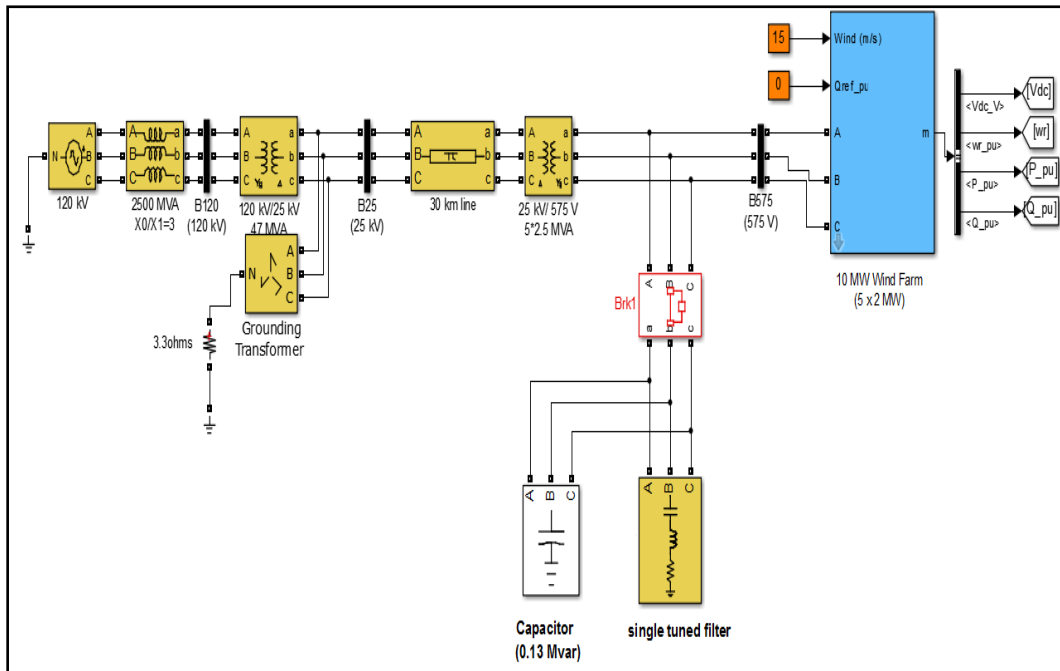 15
Wind (m/s)
0
Qref_pu
[Vdc]
<Vdc_V>
[wr]
<wr_pu>
[P_pu]
<P_pu>
[Q_pu]
<Q_pu>
m
A
B
C
10 MW Wind Farm
(5 x 2 MW)
N
A
B
C
120 kV
A
B
C
a
b
c
2500 MVA
X0/X1=3
B120
(120 kV)
A
B
C
a
b
c
Yg
Δ
120 kV/25 kV
47 MVA
B25
(25 kV)
A
B
C
a
b
c
π
30 km line
A
B
C
a
b
c
Yg
Δ
25 kV/ 575 V
5*2.5 MVA
B575
(575 V)
N
A
B
C
Grounding
Transformer
3.3ohms
Brk1
A
B
C
a
b
c
A
B
C
A
B
C
Capacitor
(0.13 Mvar)
single tuned filter